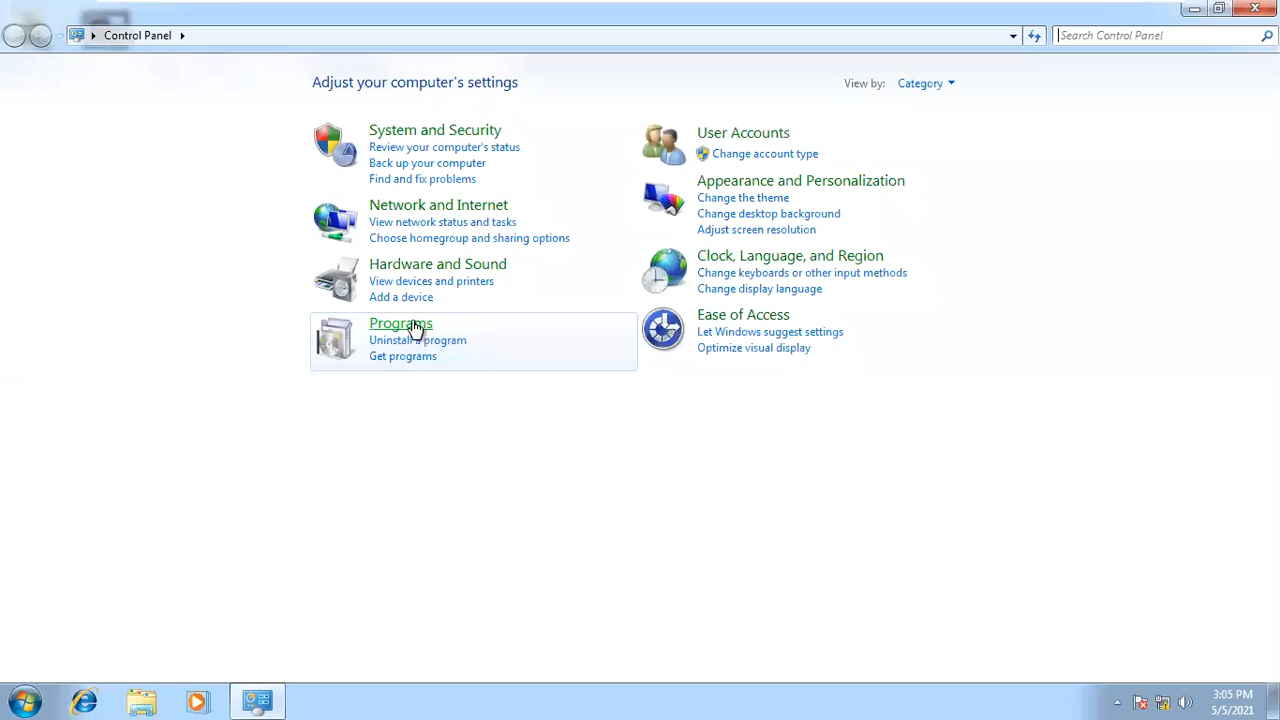 Control Panel
Search Control Panel
Adjust your computer's settings
View by: Category
System and Security
Review your computer's status
Back up your computer
Find and fix problems
Network and Internet
View network status and tasks
Choose homegroup and sharing options
Hardware and Sound
View devices and printers
Add a device
Programs
Uninstall a program
Get programs
User Accounts
Change account type
Appearance and Personalization
Change the theme
Change desktop background
Adjust screen resolution
Clock, Language, and Region
Change keyboards or other input methods
Change display language
Ease of Access
Let Windows suggest settings
Optimize visual display
3:05 PM
5/5/2021